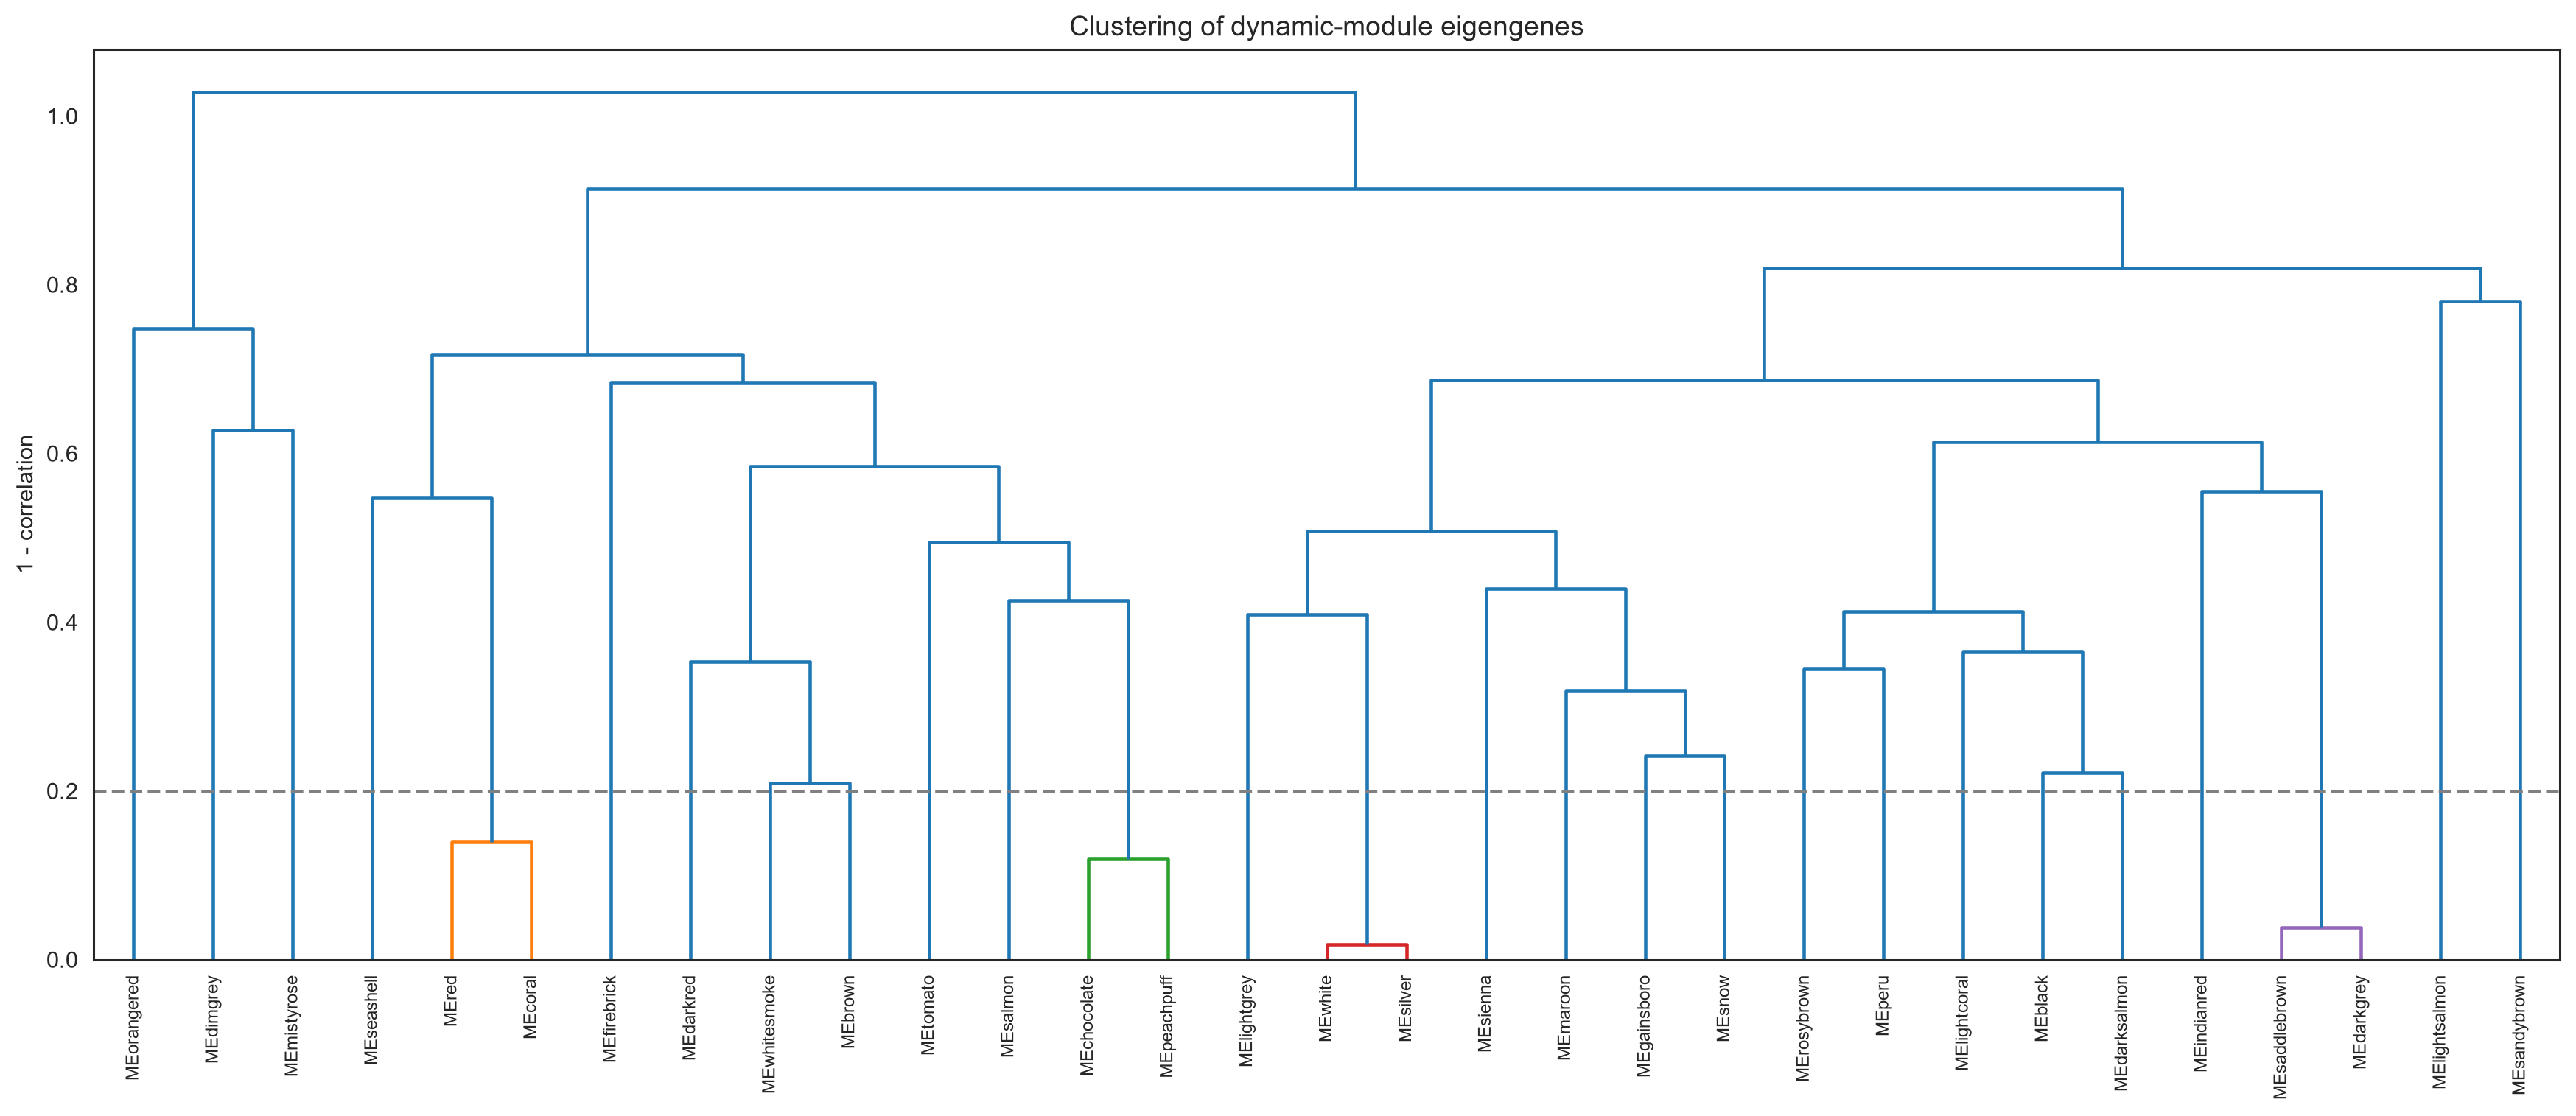 Clustering of dynamic-module eigengenes
1.0
0.8
0.6
0.4
0.2
0.0
1 - correlation
MEorangered
MEdimgrey
MEmistyrose
MEseashell
MEred
MEcoral
MEfirebrick
MEdarkred
MEwhitesmoke
MEbrown
MEtomato
MEsalmon
MEchocolate
MEpeachpuff
MElightgrey
MEwhite
MEsilver
MEsienna
MEmaroon
MEgainsboro
MEsnow
MErosybrown
MEperu
MElightcoral
MEblack
MEdarksalmon
MEindianred
MEsaddlebrown
MEdarkgrey
MElightsalmon
MEsandybrown